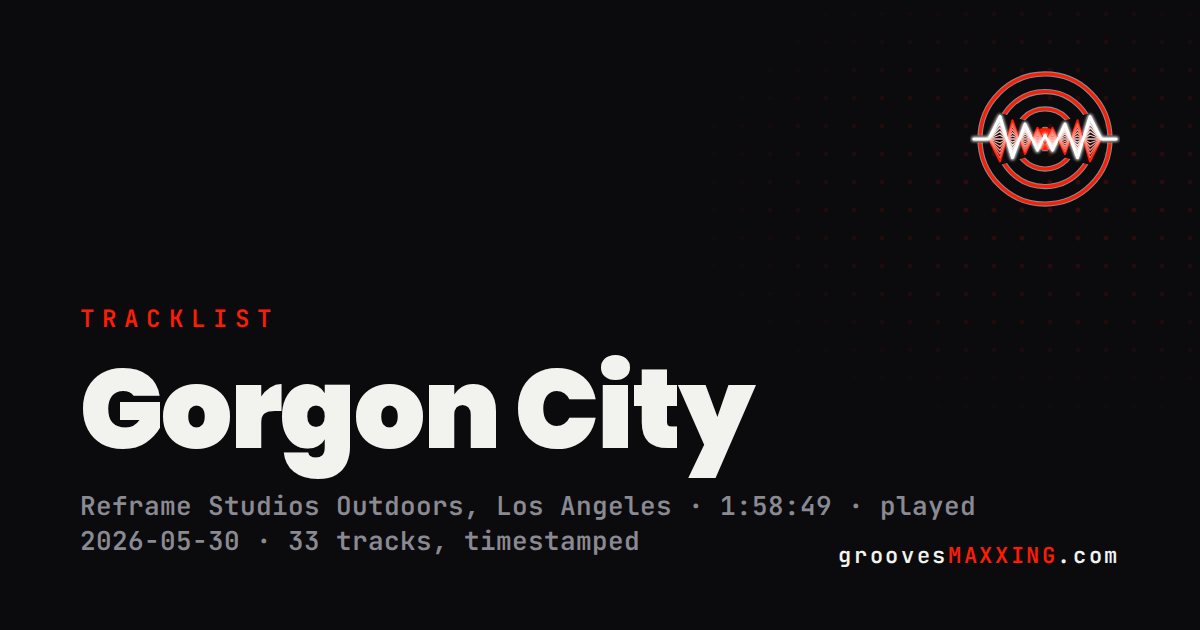 TRACKLIST
Gorgon City
Reframe Studios Outdoors, Los Angeles · 1:58:49 · played
2026-05-30 · 33 tracks, timestamped
groovesMAXXING.com